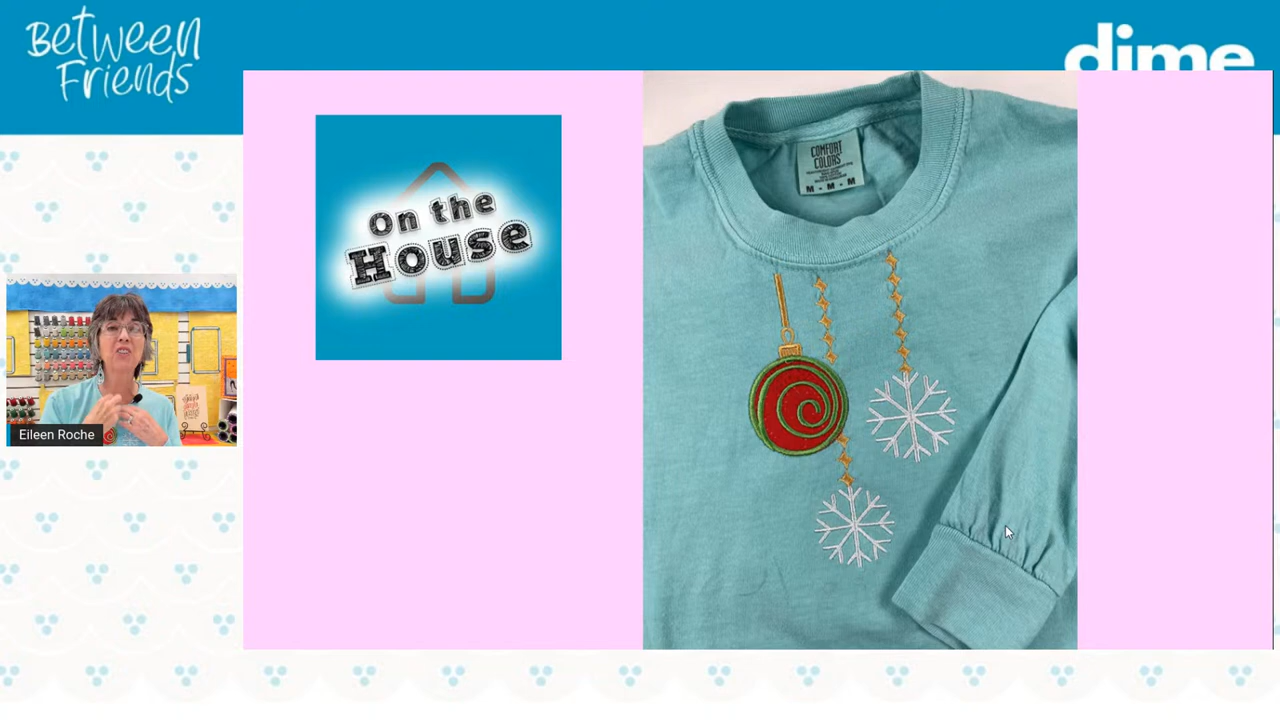 Between
Friends
dime
On the
House
COMFORT
COLORS
M - M - M
Eileen Roche